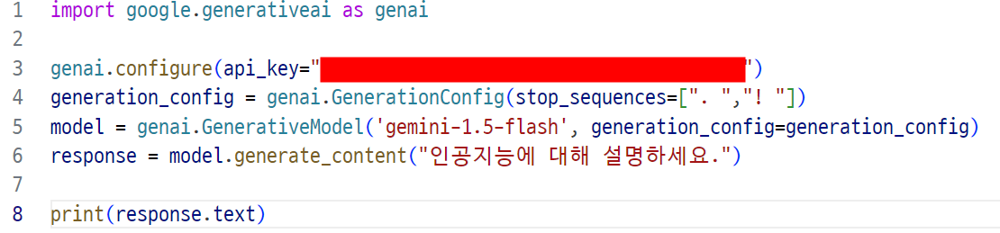 1 import google.generativeai as genai
2
3 genai.configure(api_key="")
4 generation_config = genai.GenerationConfig(stop_sequences=[". ","! "])
5 model = genai.GenerativeModel('gemini-1.5-flash', generation_config=generation_config)
6 response = model.generate_content("인공지능에 대해 설명하세요.")
7
8 print(response.text)